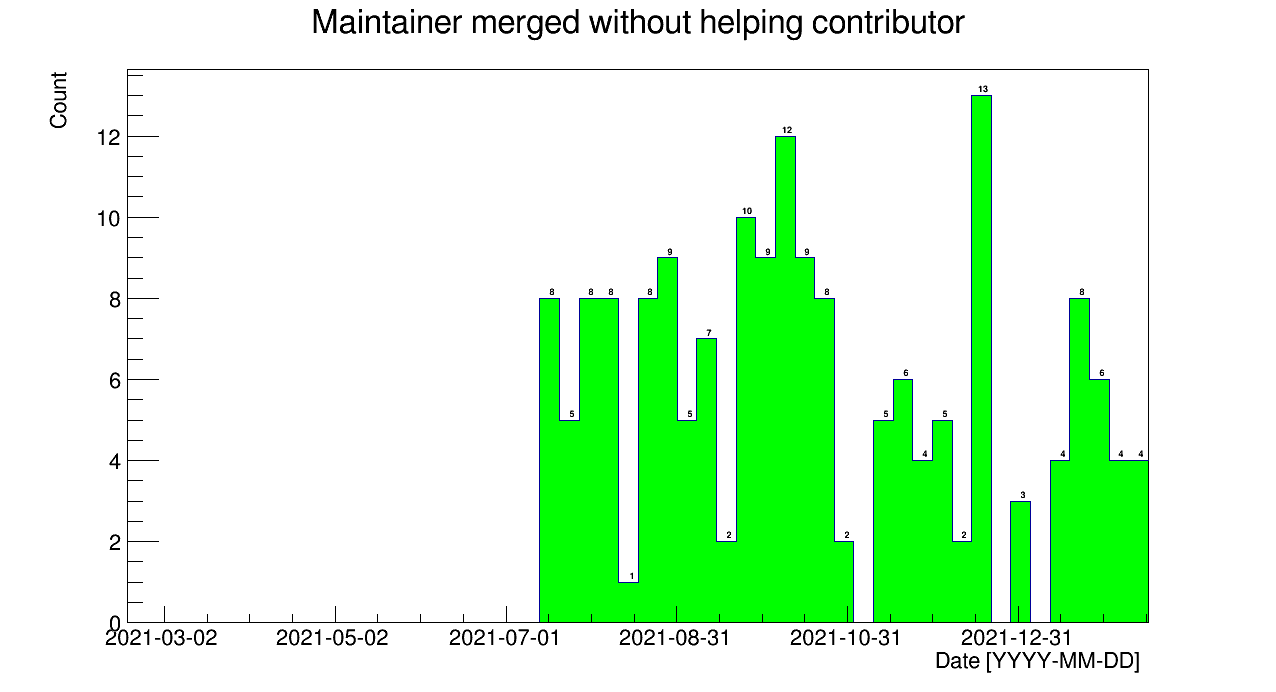 Maintainer merged without helping contributor
Count
12
10
8
6
4
2
0
13
12
10
9 9 9
8 8 8 8 8 8
7
6 6
5 5 5 5
4 4 4 4
3
2 2 2
1
2021-03-02 2021-05-02 2021-07-01 2021-08-31 2021-10-31 2021-12-31
Date [YYYY-MM-DD]